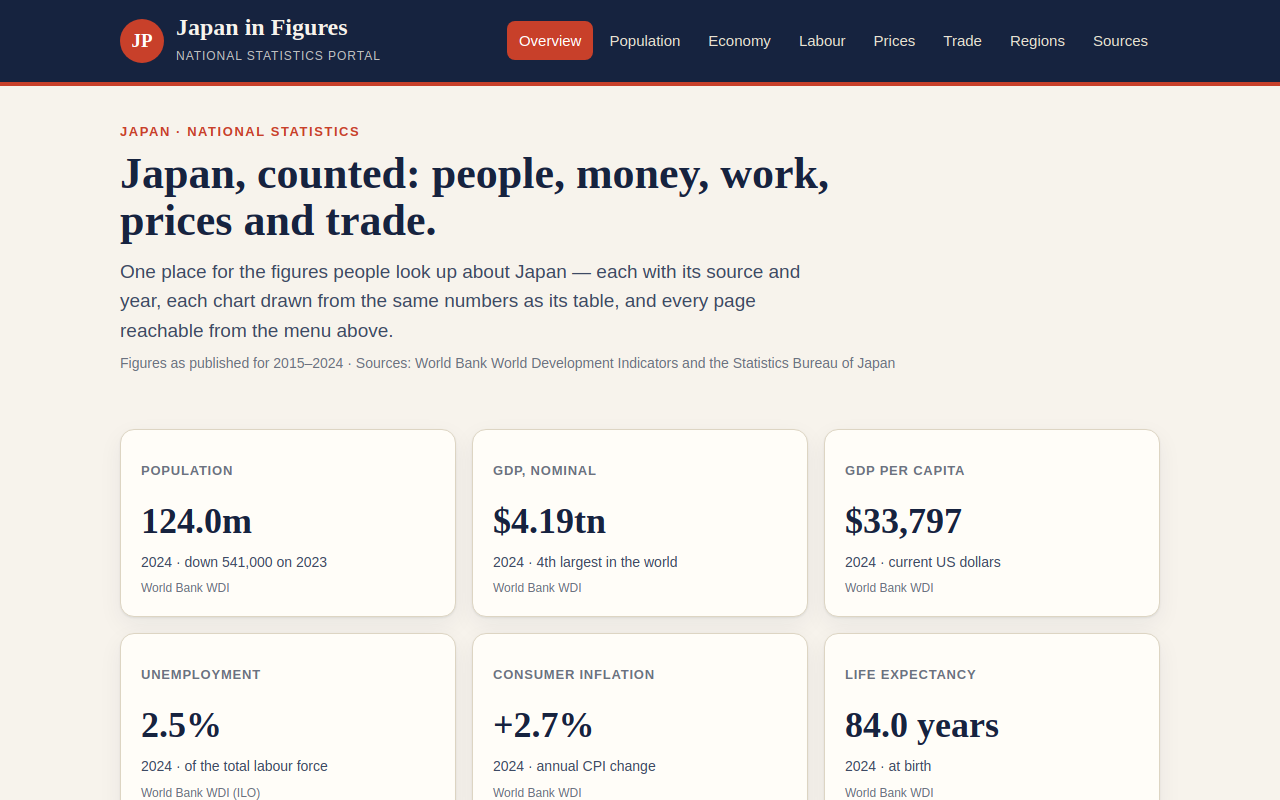 JP
Japan in Figures
NATIONAL STATISTICS PORTAL
Overview Population Economy Labour Prices Trade Regions Sources
JAPAN · NATIONAL STATISTICS
Japan, counted: people, money, work,
prices and trade.
One place for the figures people look up about Japan — each with its source and
year, each chart drawn from the same numbers as its table, and every page
reachable from the menu above.
Figures as published for 2015–2024 · Sources: World Bank World Development Indicators and the Statistics Bureau of Japan
POPULATION
124.0m
2024 · down 541,000 on 2023
World Bank WDI
GDP, NOMINAL
$4.19tn
2024 · 4th largest in the world
World Bank WDI
GDP PER CAPITA
$33,797
2024 · current US dollars
World Bank WDI
UNEMPLOYMENT
2.5%
2024 · of the total labour force
World Bank WDI (ILO)
CONSUMER INFLATION
+2.7%
2024 · annual CPI change
World Bank WDI
LIFE EXPECTANCY
84.0 years
2024 · at birth
World Bank WDI